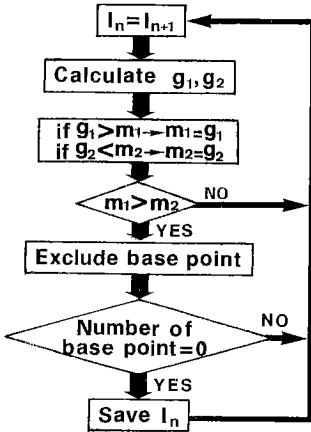 In=In+1
Calculate g1,g2
if g1>m1→m1=g1
if g2<m2→m2=g2
m1>m2
NO
YES
Exclude base point
Number of
base point=0
NO
YES
Save In